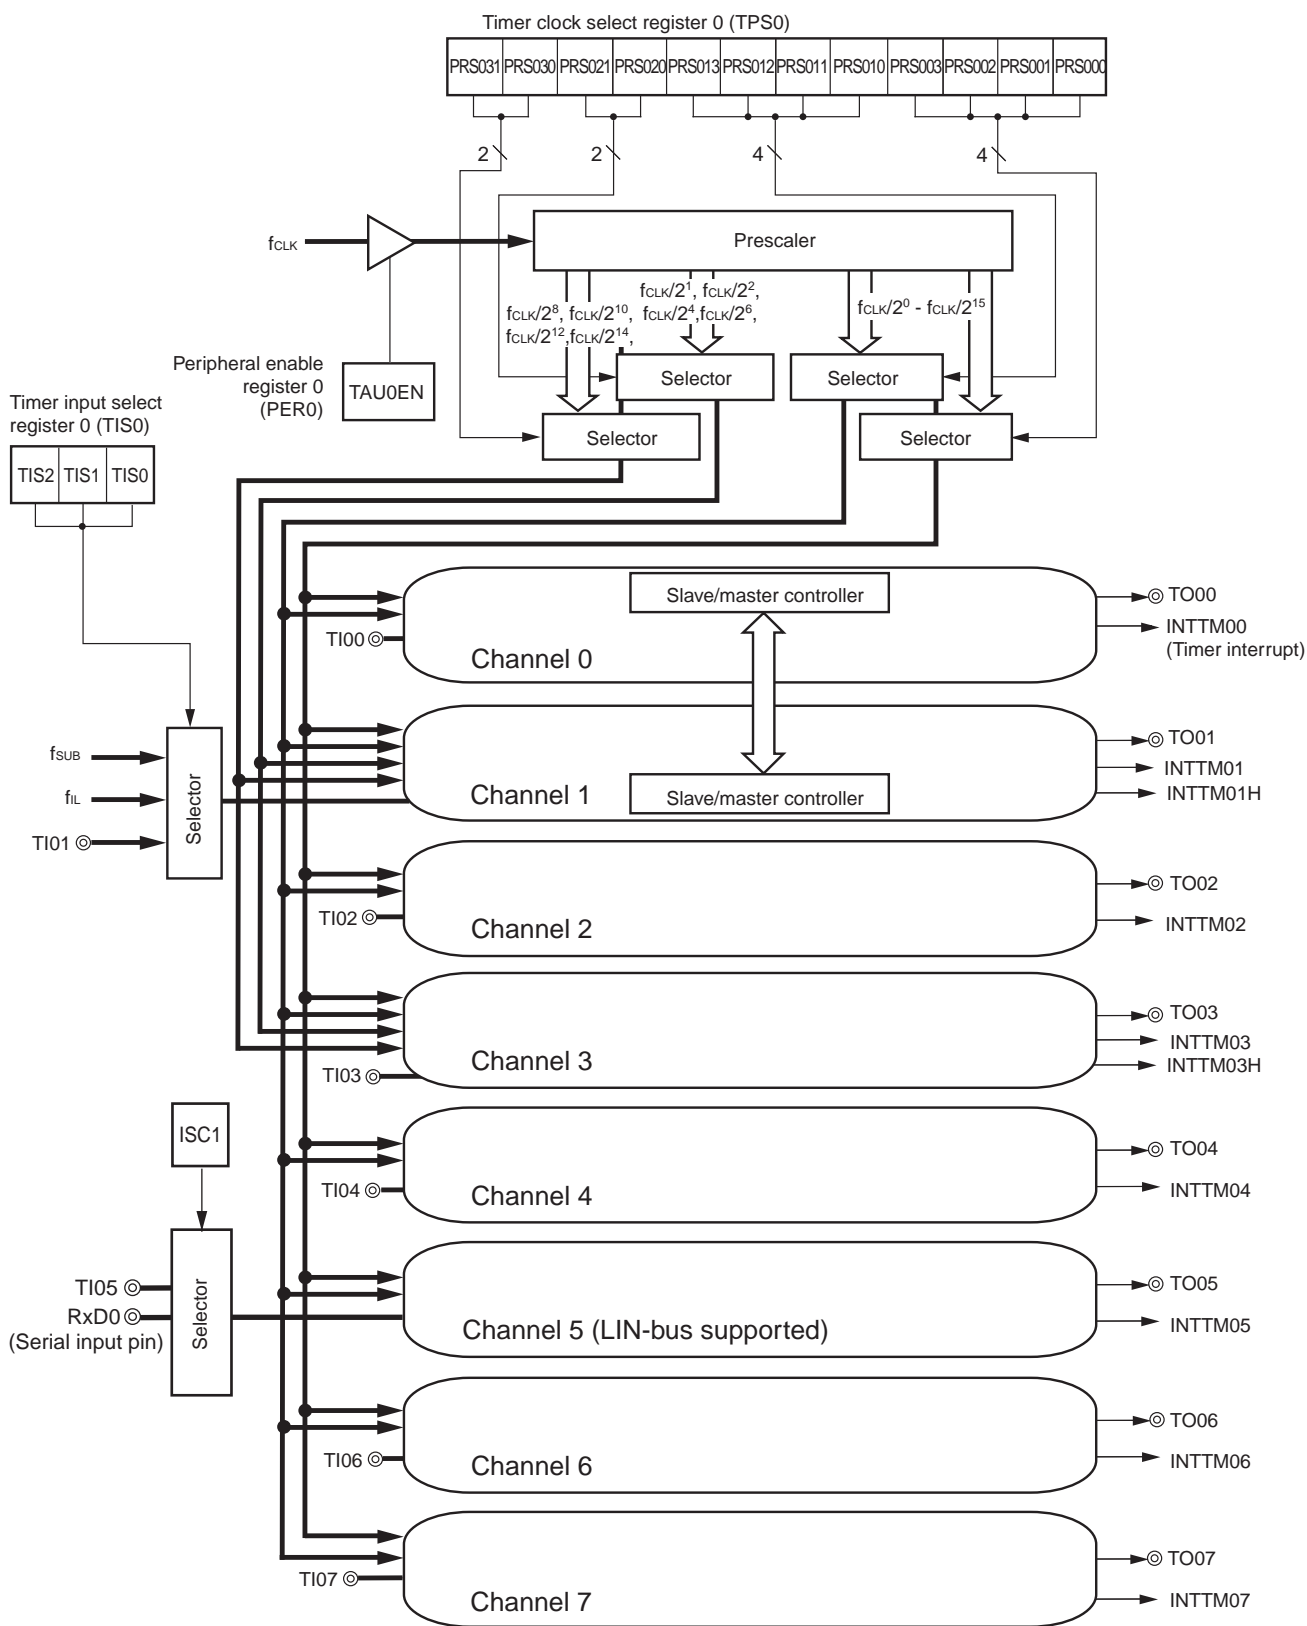 Timer clock select register 0 (TPS0)
PRS031 PRS030 PRS021 PRS020 PRS013 PRS012 PRS011 PRS010 PRS003 PRS002 PRS001 PRS000
2 2 4 4
fCLK
Prescaler
fCLK/2⁸, fCLK/2¹⁰,
fCLK/2¹²,fCLK/2¹⁴,
fCLK/2¹, fCLK/2²,
fCLK/2⁴,fCLK/2⁶,
fCLK/2⁰ - fCLK/2¹⁵
Peripheral enable
register 0
(PER0)
TAU0EN
Selector
Selector
Selector
Selector
Timer input select
register 0 (TIS0)
TIS2 TIS1 TIS0
Slave/master controller
TI00
Channel 0
TO00
INTTM00
(Timer interrupt)
fSUB
fIL
TI01
Selector
Channel 1
Slave/master controller
TO01
INTTM01
INTTM01H
TI02
Channel 2
TO02
INTTM02
TI03
Channel 3
TO03
INTTM03
INTTM03H
ISC1
TI04
Channel 4
TO04
INTTM04
TI05
RxD0
(Serial input pin)
Selector
Channel 5 (LIN-bus supported)
TO05
INTTM05
TI06
Channel 6
TO06
INTTM06
TI07
Channel 7
TO07
INTTM07